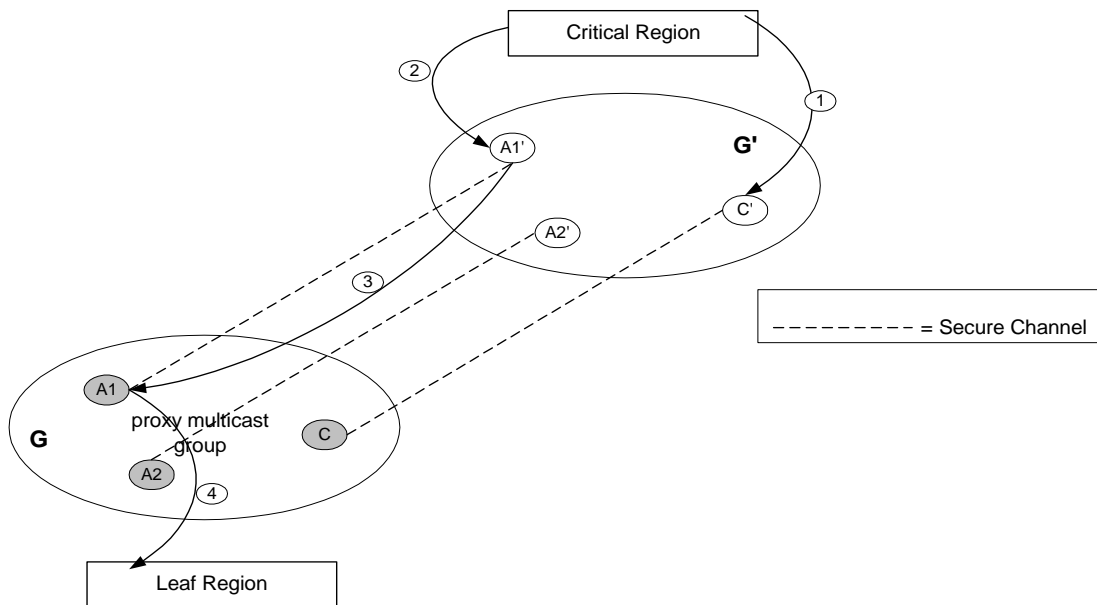 Critical Region
2
1
A1'
G'
C'
A2'
3
= Secure Channel
A1
proxy multicast
group
C
G
A2
4
Leaf Region